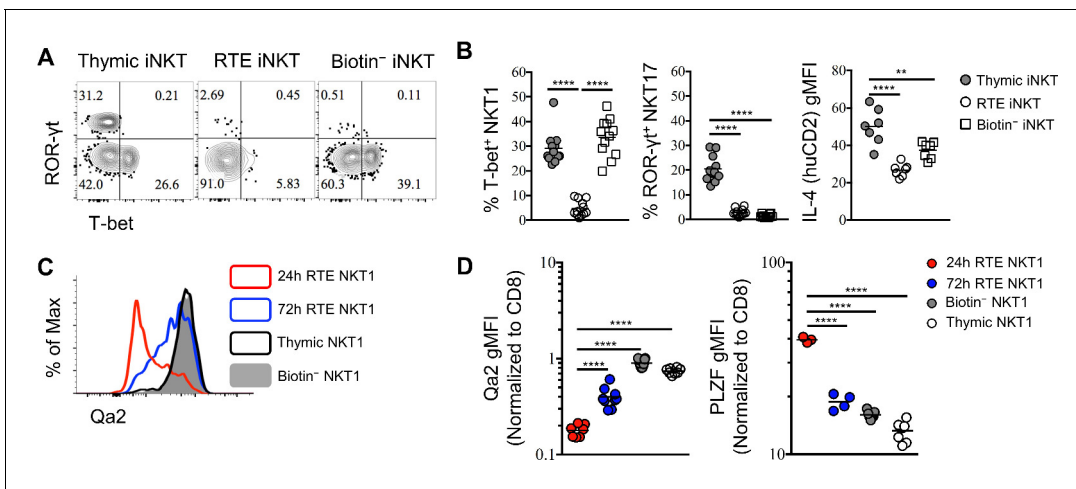 A
Thymic iNKT
RTE iNKT
Biotin⁻ iNKT
31.2
0.21
2.69
0.45
0.51
0.11
42.0
26.6
91.0
5.83
60.3
39.1
ROR-γt
T-bet
B
% T-bet⁺ NKT1
60
50
40
30
20
10
0
****
****
% ROR-γt⁺ NKT17
60
50
40
30
20
10
0
****
****
IL-4 (huCD2) gMFI
80
60
40
20
0
**
****
Thymic iNKT
RTE iNKT
Biotin⁻ iNKT
C
% of Max
Qa2
24h RTE NKT1
72h RTE NKT1
Thymic NKT1
Biotin⁻ NKT1
D
Qa2 gMFI
(Normalized to CD8)
10
1
0.1
****
****
****
PLZF gMFI
(Normalized to CD8)
100
10
****
****
****
24h RTE NKT1
72h RTE NKT1
Biotin⁻ NKT1
Thymic NKT1